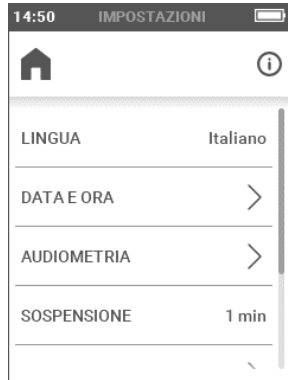 14:50 IMPOSTAZIONI
LINGUA Italiano
DATA E ORA
AUDIOMETRIA
SOSPENSIONE 1 min